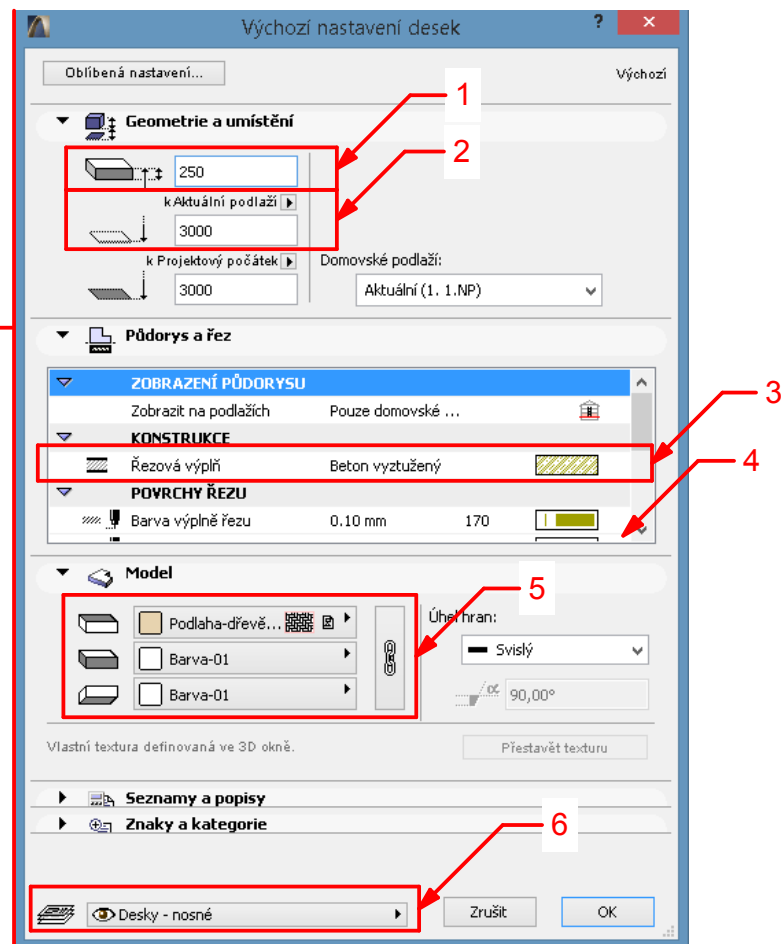 Výchozí nastavení desek
?
×
Oblíbená nastavení...
Výchozí
1
Geometrie a umístění
2
250
k Aktuální podlaží
3000
k Projektový počátek
Domovské podlaží:
3000
Aktuální (1. 1.NP)
Půdorys a řez
ZOBRAZENÍ PŮDORYSU
3
Zobrazit na podlažích Pouze domovské ...
KONSTRUKCE
Řezová výplň Beton vyztužený
4
POVRCHY ŘEZU
Barva výplně řezu 0.10 mm 170
Model
5
Podlaha-dřevě...
Úhel hran:
Barva-01
Svislý
Barva-01
α 90,00°
Vlastní textura definovaná ve 3D okně.
Přestavět texturu
Seznamy a popisy
Znaky a kategorie
6
Desky - nosné
Zrušit
OK